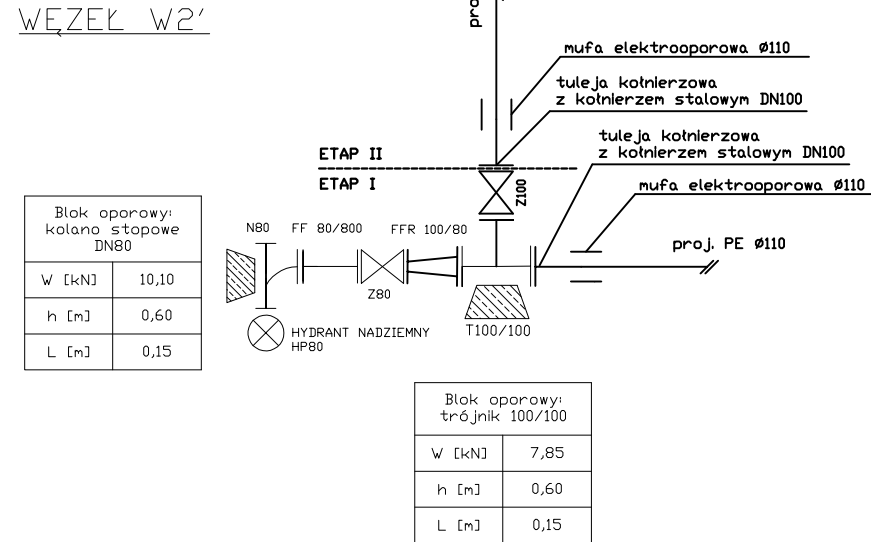 WĘZEŁ W2'
mufa elektrooporowa Ø110
tuleja kołnierzowa
z kołnierzem stalowym DN100
tuleja kołnierzowa
z kołnierzem stalowym DN100
mufa elektrooporowa Ø110
proj. PE Ø110
ETAP II
ETAP I
Z100
N80
FF 80/800
FFR 100/80
Z80
HYDRANT NADZIEMNY
HP80
T100/100
Blok oporowy:
kolano stopowe
DN80
W [kN] 10,10
h [m] 0,60
L [m] 0,15
Blok oporowy:
trójnik 100/100
W [kN] 7,85
h [m] 0,60
L [m] 0,15